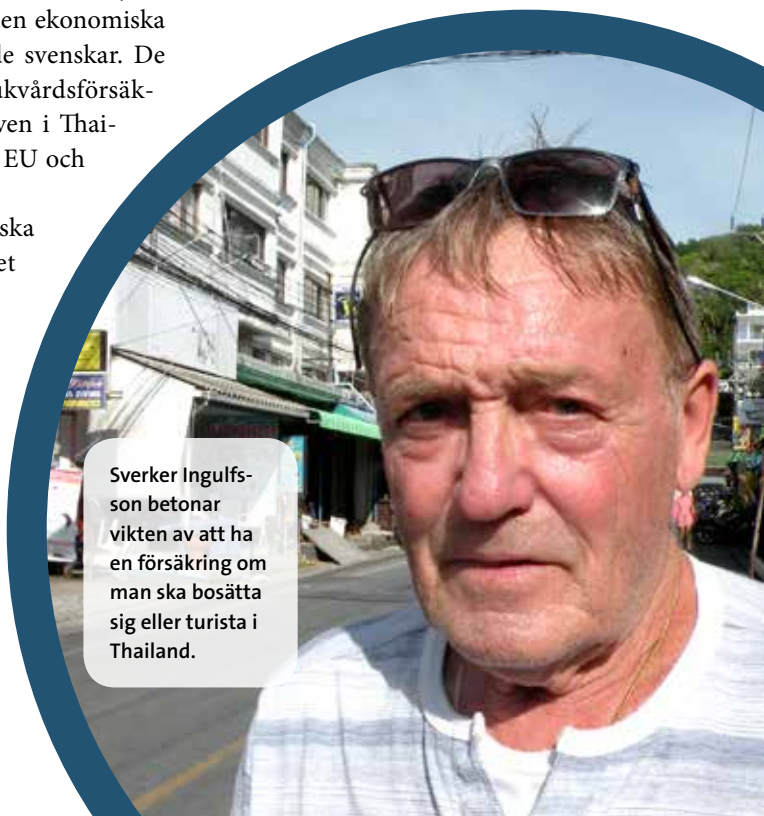 en ekonomiska
le svenskar. De
kvårdsförsäk-
ven i Thai-
EU och
ska
et
Sverker Ingulfs-
son betonar
vikten av att ha
en försäkring om
man ska bosätta
sig eller turista i
Thailand.